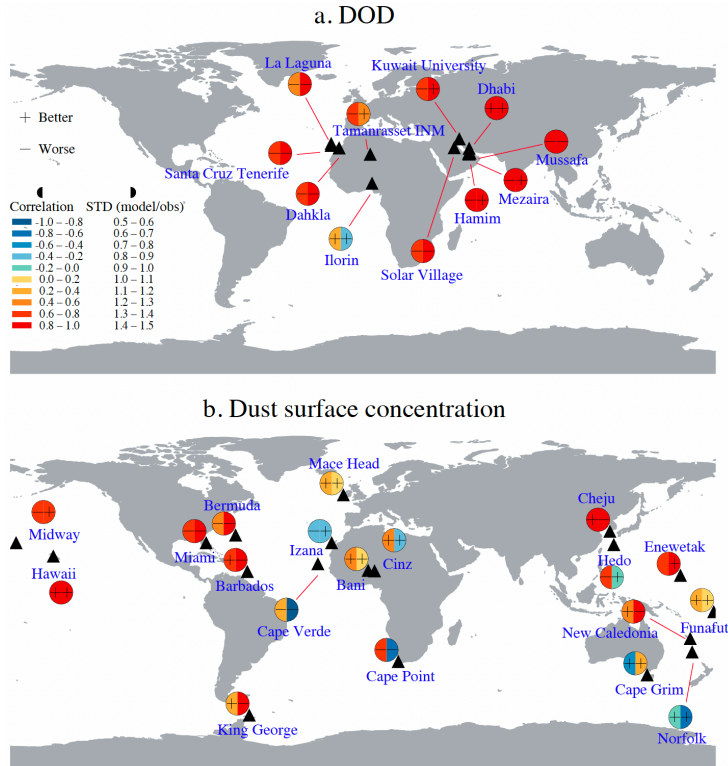 a. DOD
La Laguna
Kuwait University
Dhabi
+ Better
Tamanrasset INM
— Worse
Mussafa
Santa Cruz Tenerife
Mezaira
Dahkla
Hamim
Correlation STD (model/obs)
-1.0 – -0.8 0.5 – 0.6
-0.8 – -0.6 0.6 – 0.7
-0.6 – -0.4 0.7 – 0.8
-0.4 – -0.2 0.8 – 0.9
-0.2 – 0.0 0.9 – 1.0
0.0 – 0.2 1.0 – 1.1
0.2 – 0.4 1.1 – 1.2
0.4 – 0.6 1.2 – 1.3
0.6 – 0.8 1.3 – 1.4
0.8 – 1.0 1.4 – 1.5
Ilorin
Solar Village
b. Dust surface concentration
Mace Head
Bermuda
Cheju
Midway
Miami
Izana
Cinz
Hedo
Enewetak
Hawaii
Barbados
Bani
Cape Verde
New Caledonia
Funafut
Cape Point
Cape Grim
King George
Norfolk